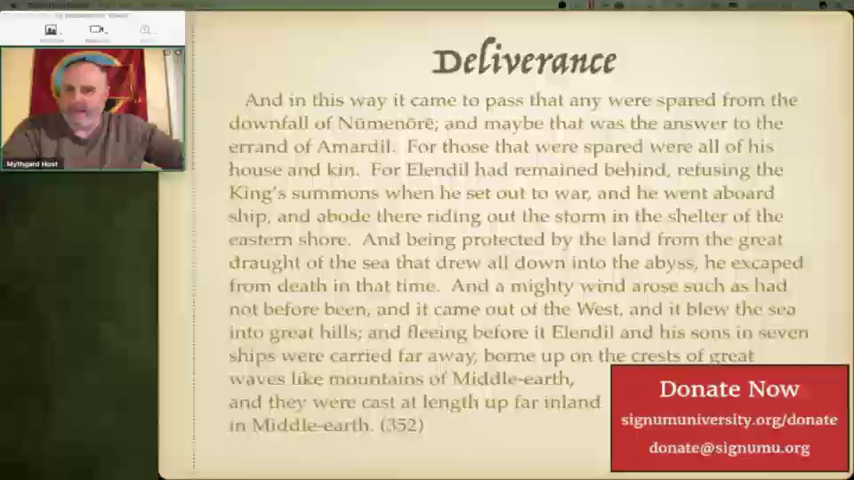 Deliverance
And in this way it came to pass that any were spared from the
downfall of Númenórë; and maybe that was the answer to the
errand of Amardil. For those that were spared were all of his
house and kin. For Elendil had remained behind, refusing the
King's summons when he set out to war, and he went aboard
ship, and abode there riding out the storm in the shelter of the
eastern shore. And being protected by the land from the great
draught of the sea that drew all down into the abyss, he escaped
from death in that time. And a mighty wind arose such as had
not before been, and it came out of the West, and it blew the sea
into great hills; and fleeing before it Elendil and his sons in seven
ships were carried far away, borne up on the crests of great
waves like mountains of Middle-earth,
and they were cast at length up far inland
in Middle-earth. (352)
Mythgard Host
Donate Now
signumuniversity.org/donate
donate@signumu.org